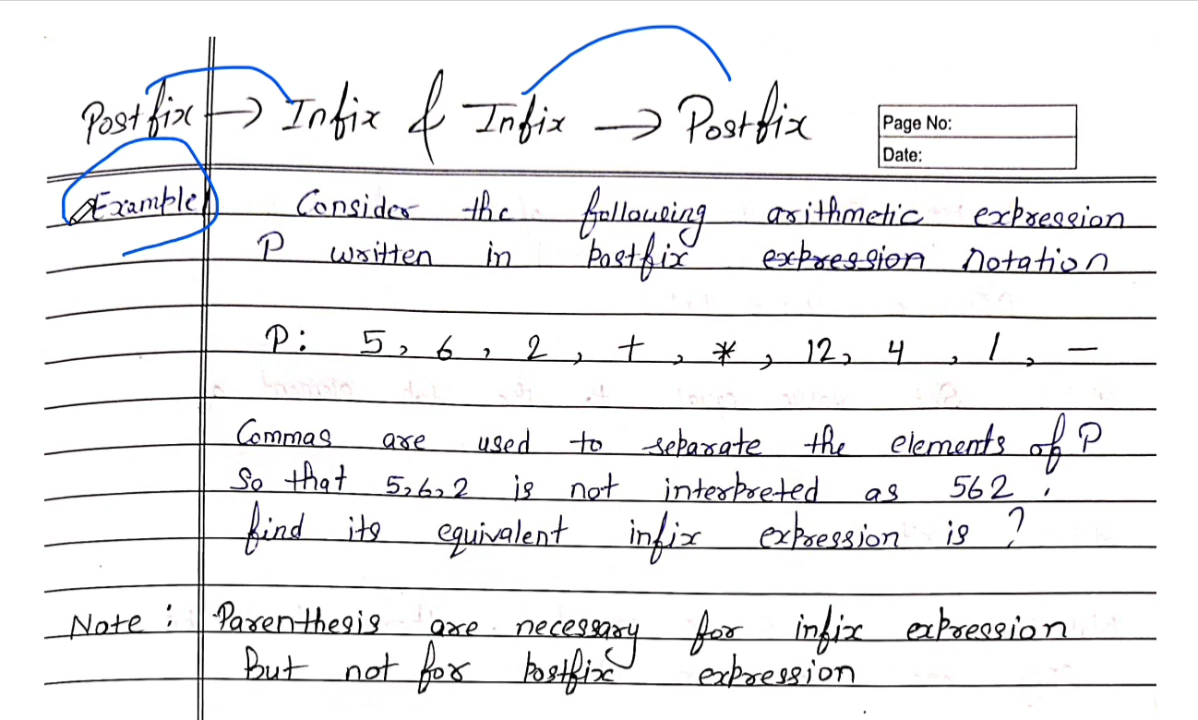 Postfix → Infix & Infix → Postfix
Page No:
Date:
Example Consider the following arithmetic expression
P written in postfix expression notation
P: 5, 6, 2, +, *, 12, 4, /, -
Commas are used to separate the elements of P
So that 5,6,2 is not interpreted as 562.
find its equivalent infix expression is ?
Note : Parenthesis are necessary for infix expression
But not for postfix expression